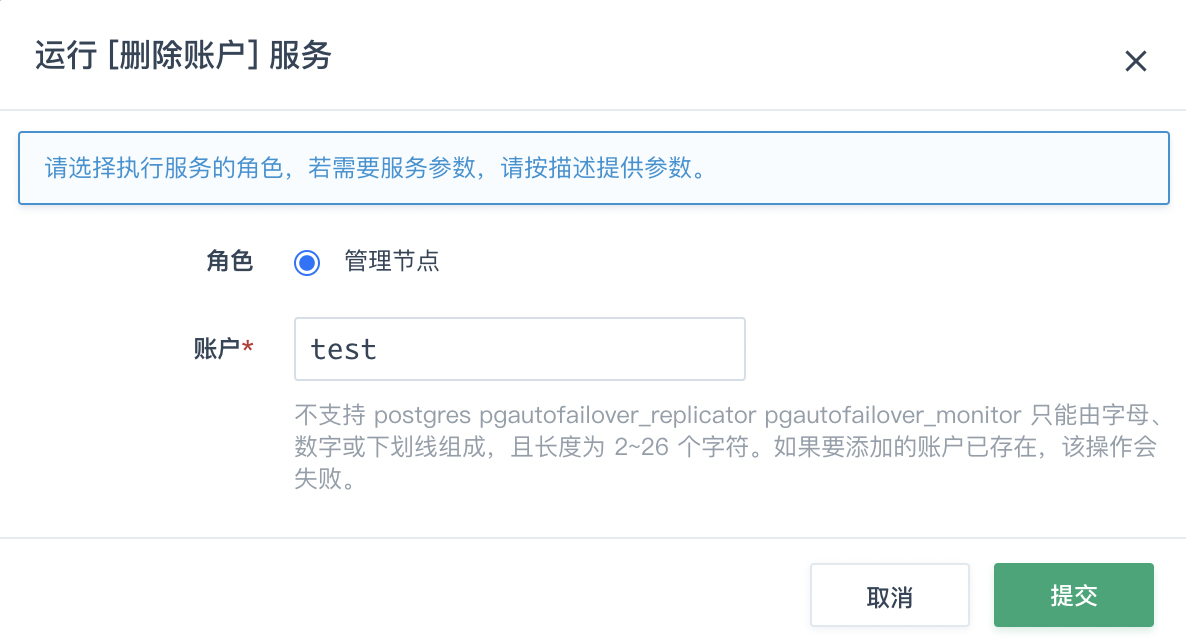 运行 [删除账户] 服务
请选择执行服务的角色，若需要服务参数，请按描述提供参数。
角色 管理节点
账户* test
不支持 postgres pgautofailover_replicator pgautofailover_monitor 只能由字母、
数字或下划线组成，且长度为 2~26 个字符。如果要添加的账户已存在，该操作会
失败。
取消 提交